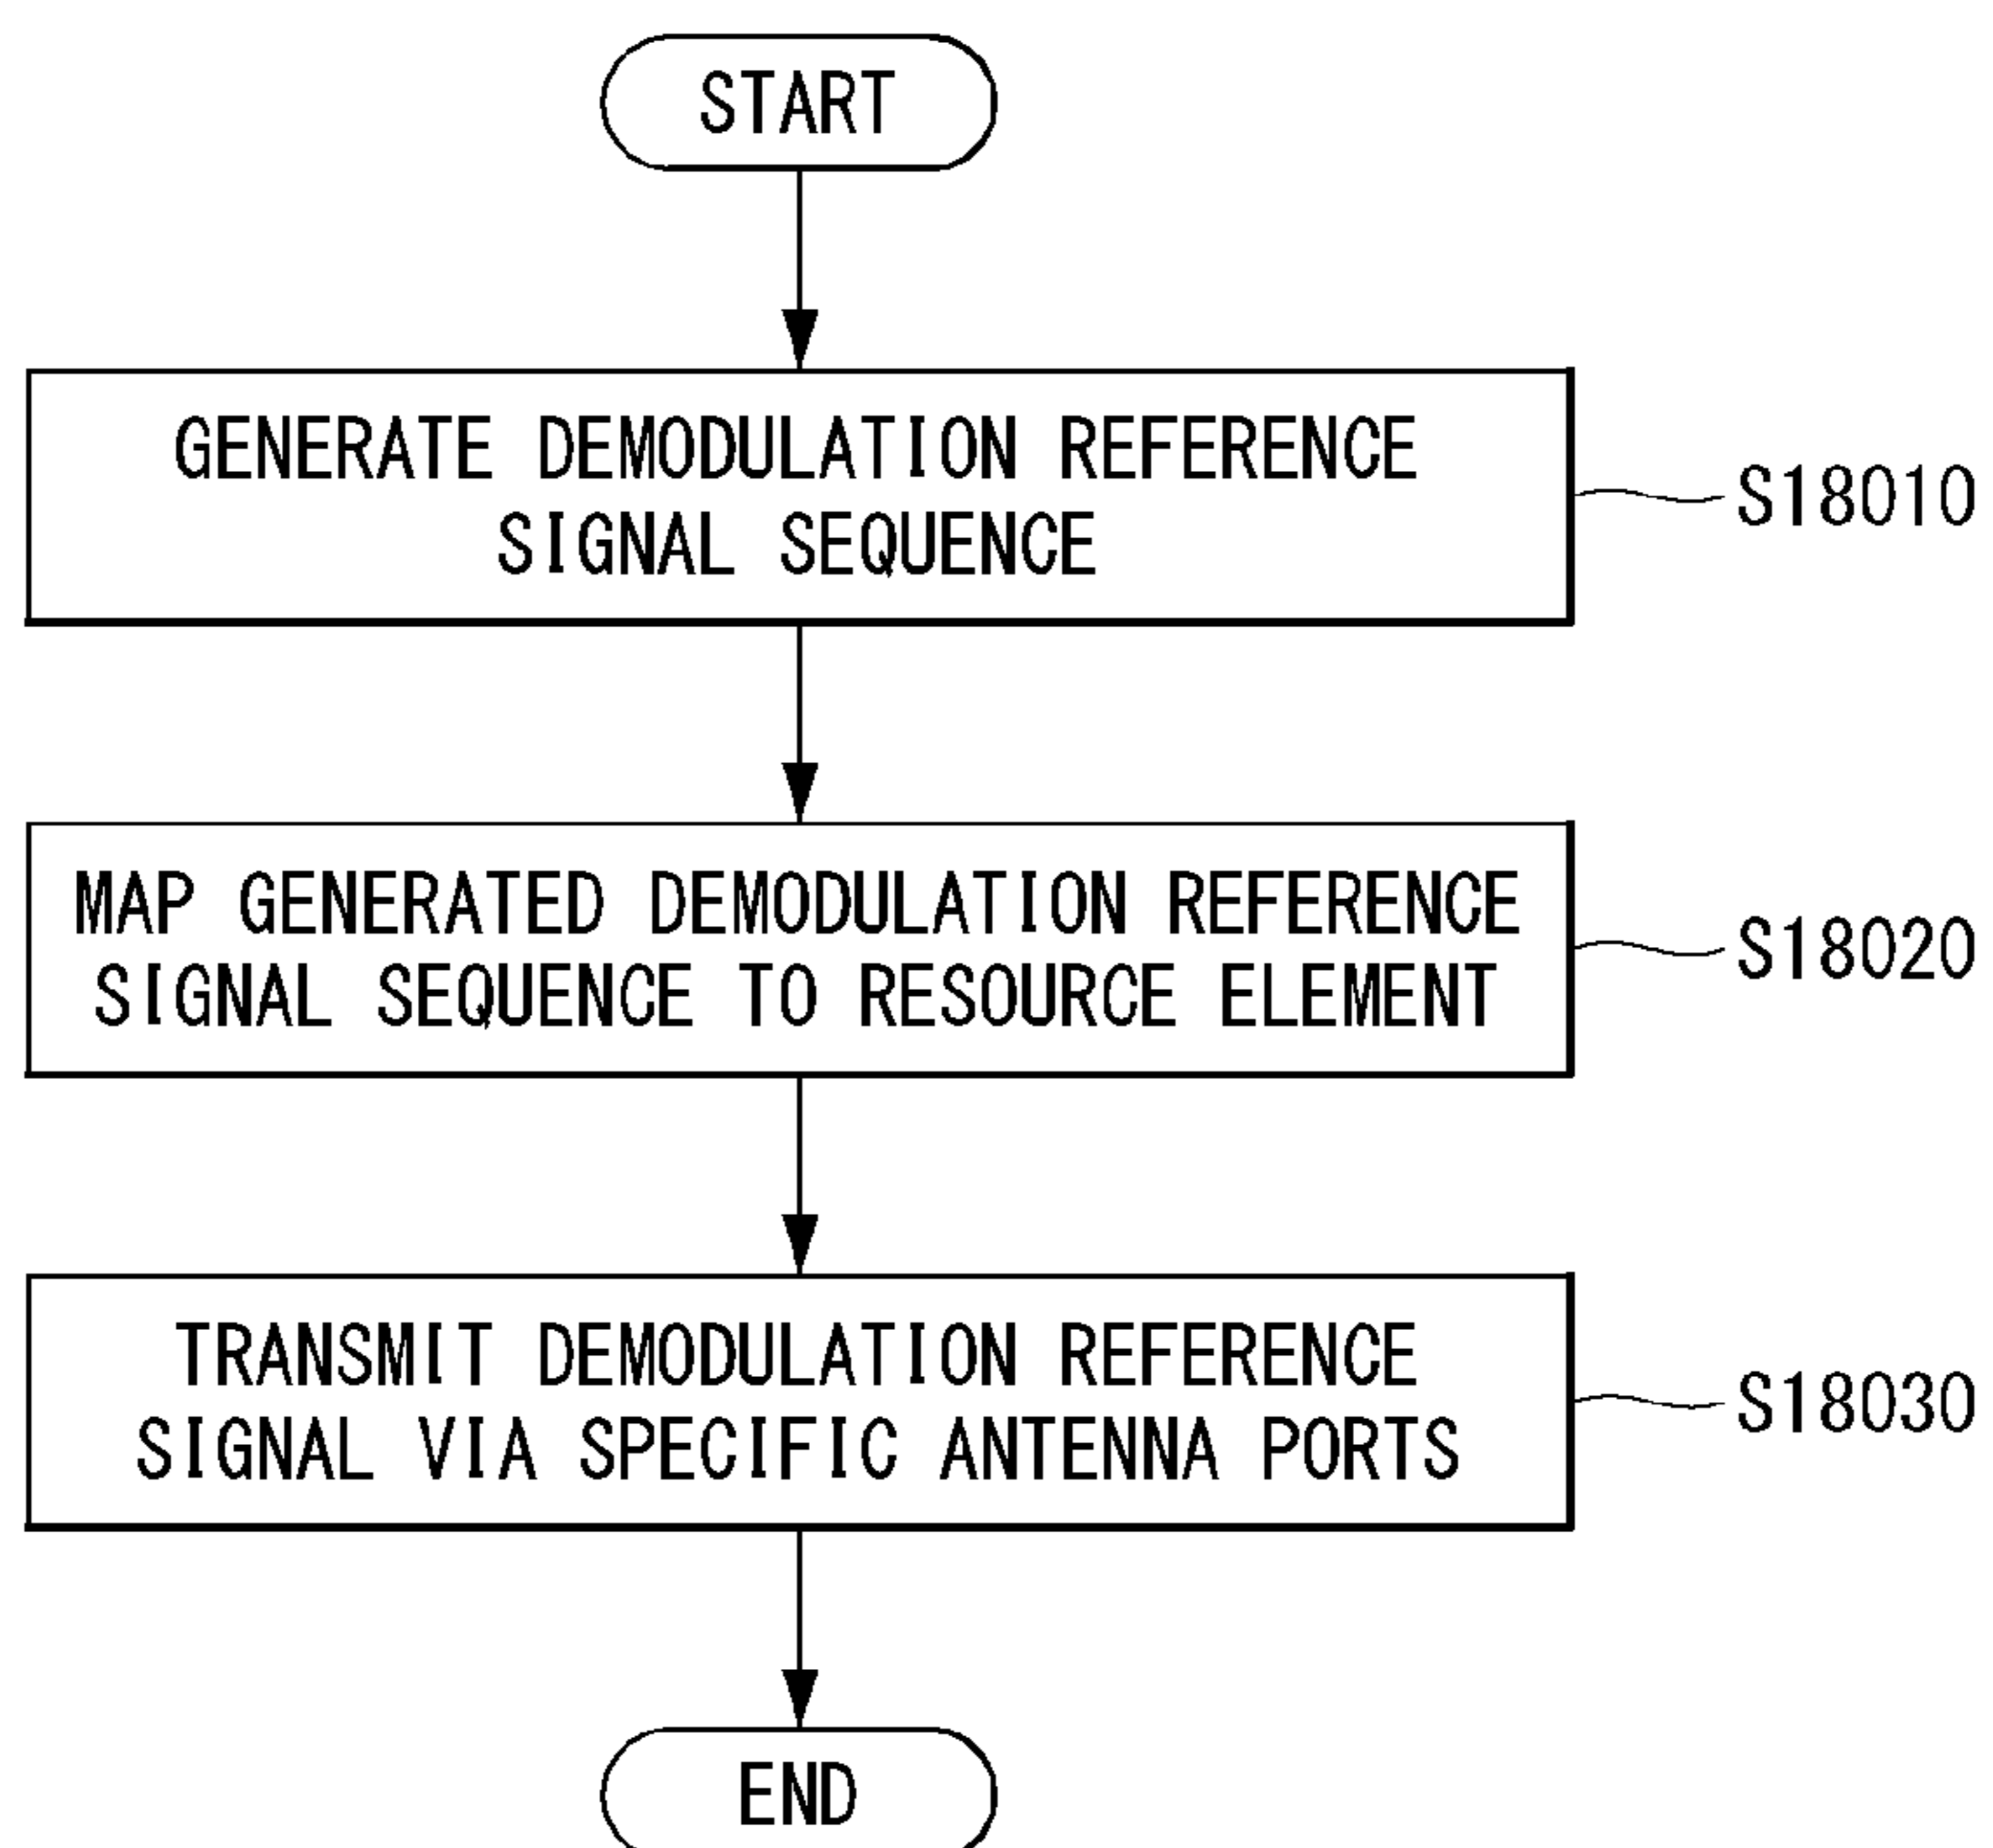 START
GENERATE DEMODULATION REFERENCE
SIGNAL SEQUENCE
S18010
MAP GENERATED DEMODULATION REFERENCE
SIGNAL SEQUENCE TO RESOURCE ELEMENT
S18020
TRANSMIT DEMODULATION REFERENCE
SIGNAL VIA SPECIFIC ANTENNA PORTS
S18030
END